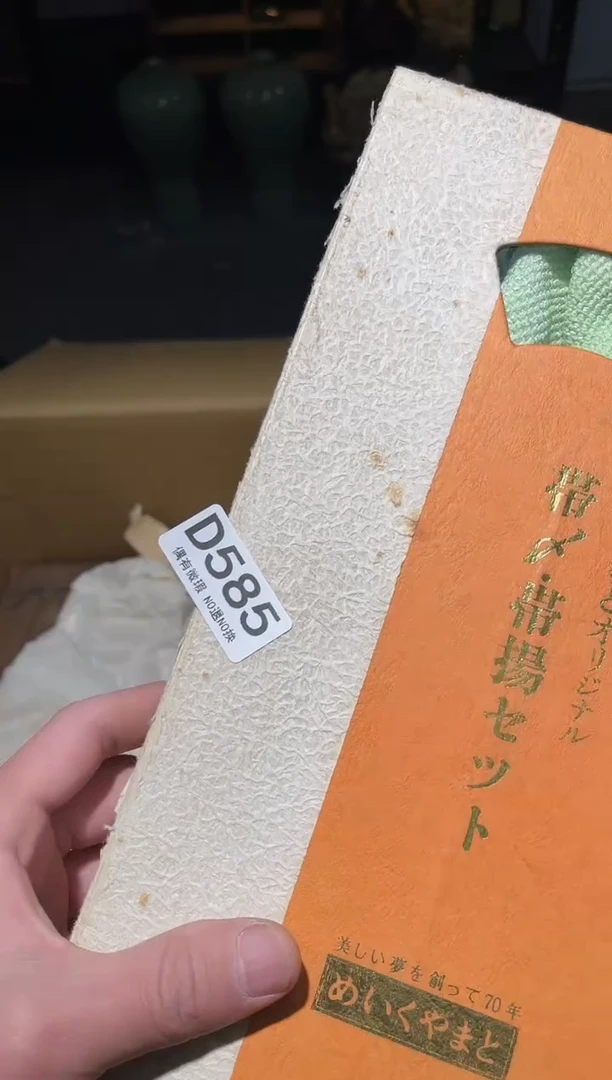 D585
偶有微瑕 NO退NO换
オリジナル
帯〆・帯揚セット
美しい夢を創って70年
めいくやまと